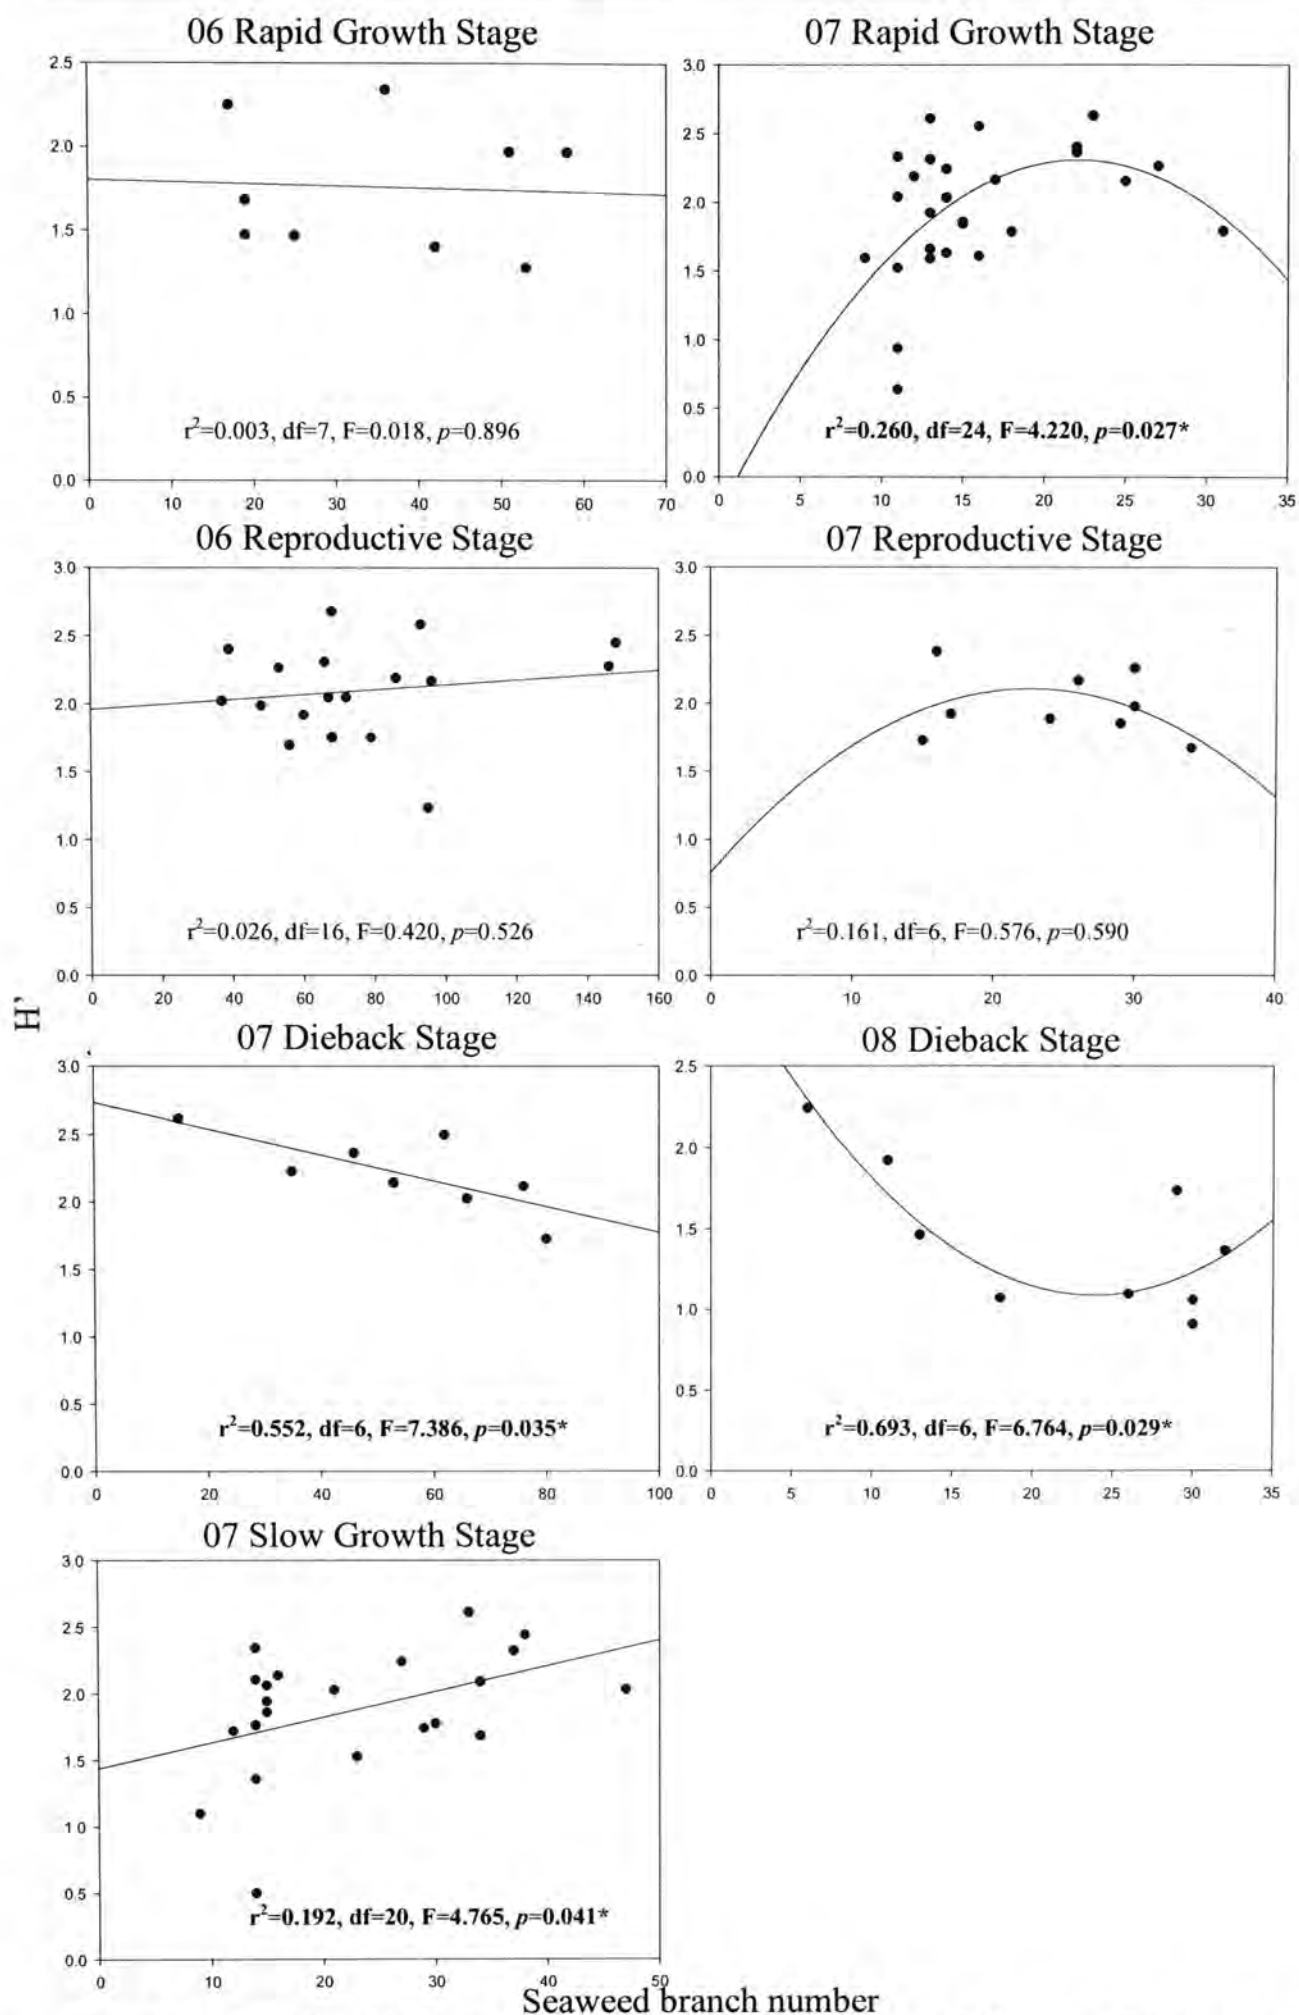 06 Rapid Growth Stage
2.5
2.0
1.5
1.0
0.5
0.0
r²=0.003, df=7, F=0.018, p=0.896
0 10 20 30 40 50 60 70
07 Rapid Growth Stage
3.0
2.5
2.0
1.5
1.0
0.5
0.0
r²=0.260, df=24, F=4.220, p=0.027*
0 5 10 15 20 25 30 35
06 Reproductive Stage
3.0
2.5
2.0
1.5
1.0
0.5
0.0
r²=0.026, df=16, F=0.420, p=0.526
0 20 40 60 80 100 120 140 160
07 Reproductive Stage
3.0
2.5
2.0
1.5
1.0
0.5
0.0
r²=0.161, df=6, F=0.576, p=0.590
0 10 20 30 40
H'
07 Dieback Stage
3.0
2.5
2.0
1.5
1.0
0.5
0.0
r²=0.552, df=6, F=7.386, p=0.035*
0 20 40 60 80 100
08 Dieback Stage
2.5
2.0
1.5
1.0
0.5
0.0
r²=0.693, df=6, F=6.764, p=0.029*
0 5 10 15 20 25 30 35
07 Slow Growth Stage
3.0
2.5
2.0
1.5
1 0
0.5
0.0
r²=0.192, df=20, F=4.765, p=0.041*
0 10 20 30 40 50
Seaweed branch number